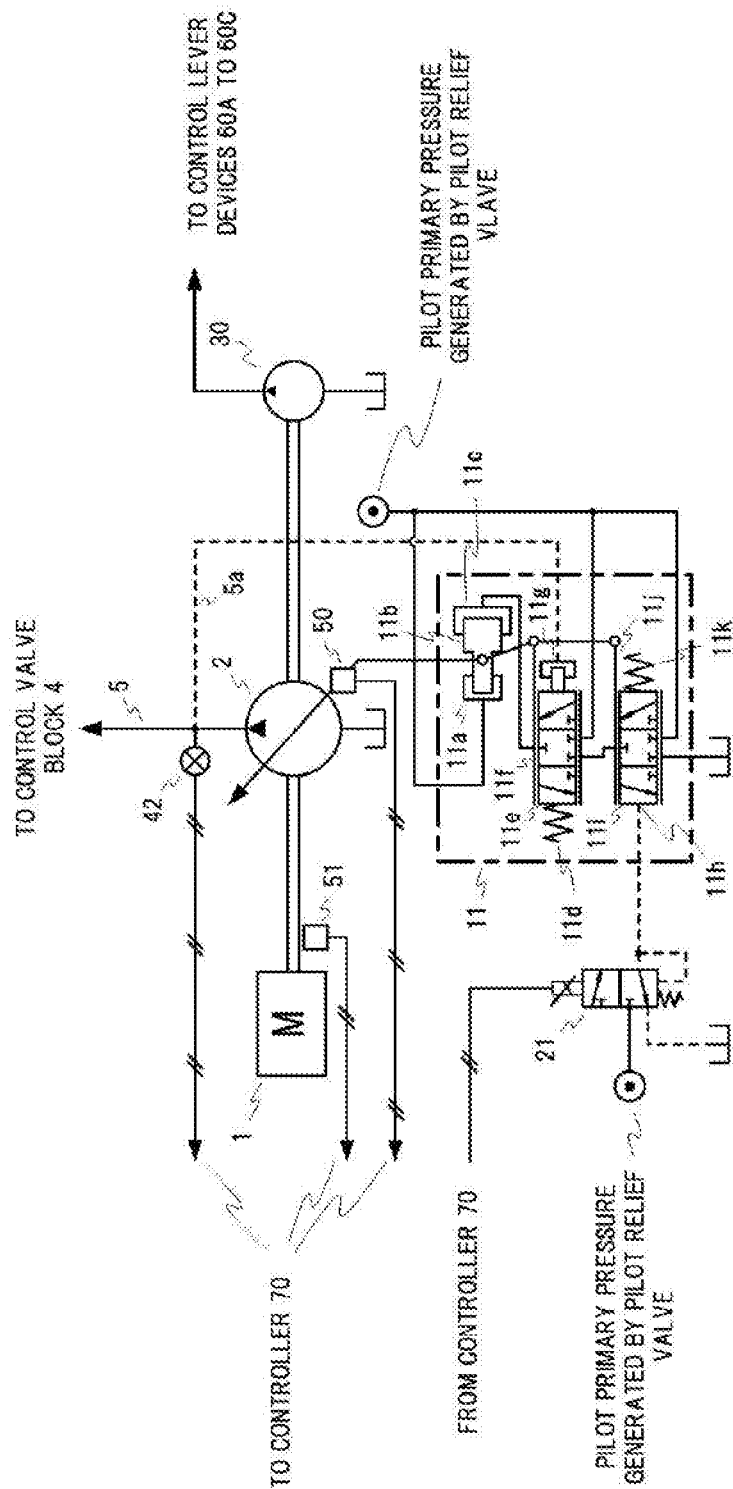 TO CONTROL VALVE
BLOCK 4
TO CONTROL LEVER
DEVICES 60A TO 60C
5
42
5a
2
30
1
M
51
50
TO CONTROLLER 70
PILOT PRIMARY PRESSURE
GENERATED BY PILOT RELIEF
VLAVE
11b
11c
11a
11g
11f
11e
11d
11
11j
11i
11k
11h
FROM CONTROLLER 70
21
PILOT PRIMARY PRESSURE
GENERATED BY PILOT RELIEF
VALVE